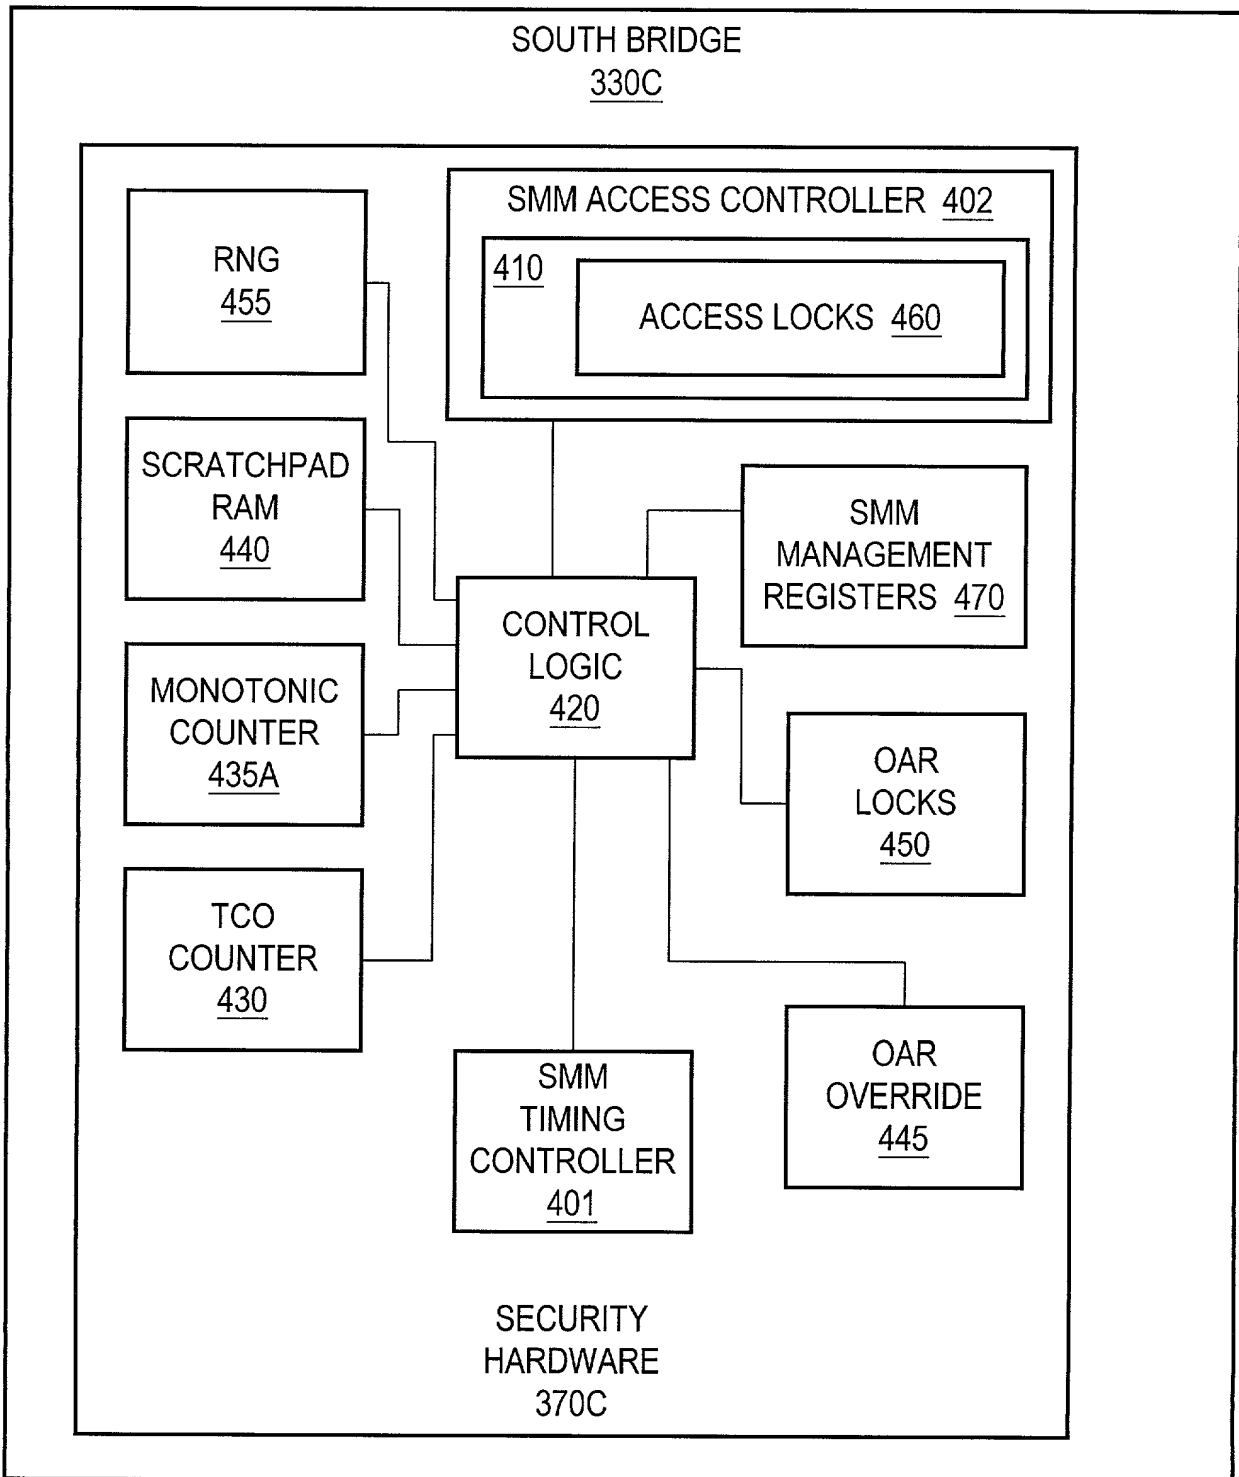 SOUTH BRIDGE
330C
SMM ACCESS CONTROLLER 402
410
ACCESS LOCKS 460
RNG
455
SCRATCHPAD
RAM
440
SMM
MANAGEMENT
REGISTERS 470
CONTROL
LOGIC
420
MONOTONIC
COUNTER
435A
OAR
LOCKS
450
TCO
COUNTER
430
SMM
TIMING
CONTROLLER
401
OAR
OVERRIDE
445
SECURITY
HARDWARE
370C